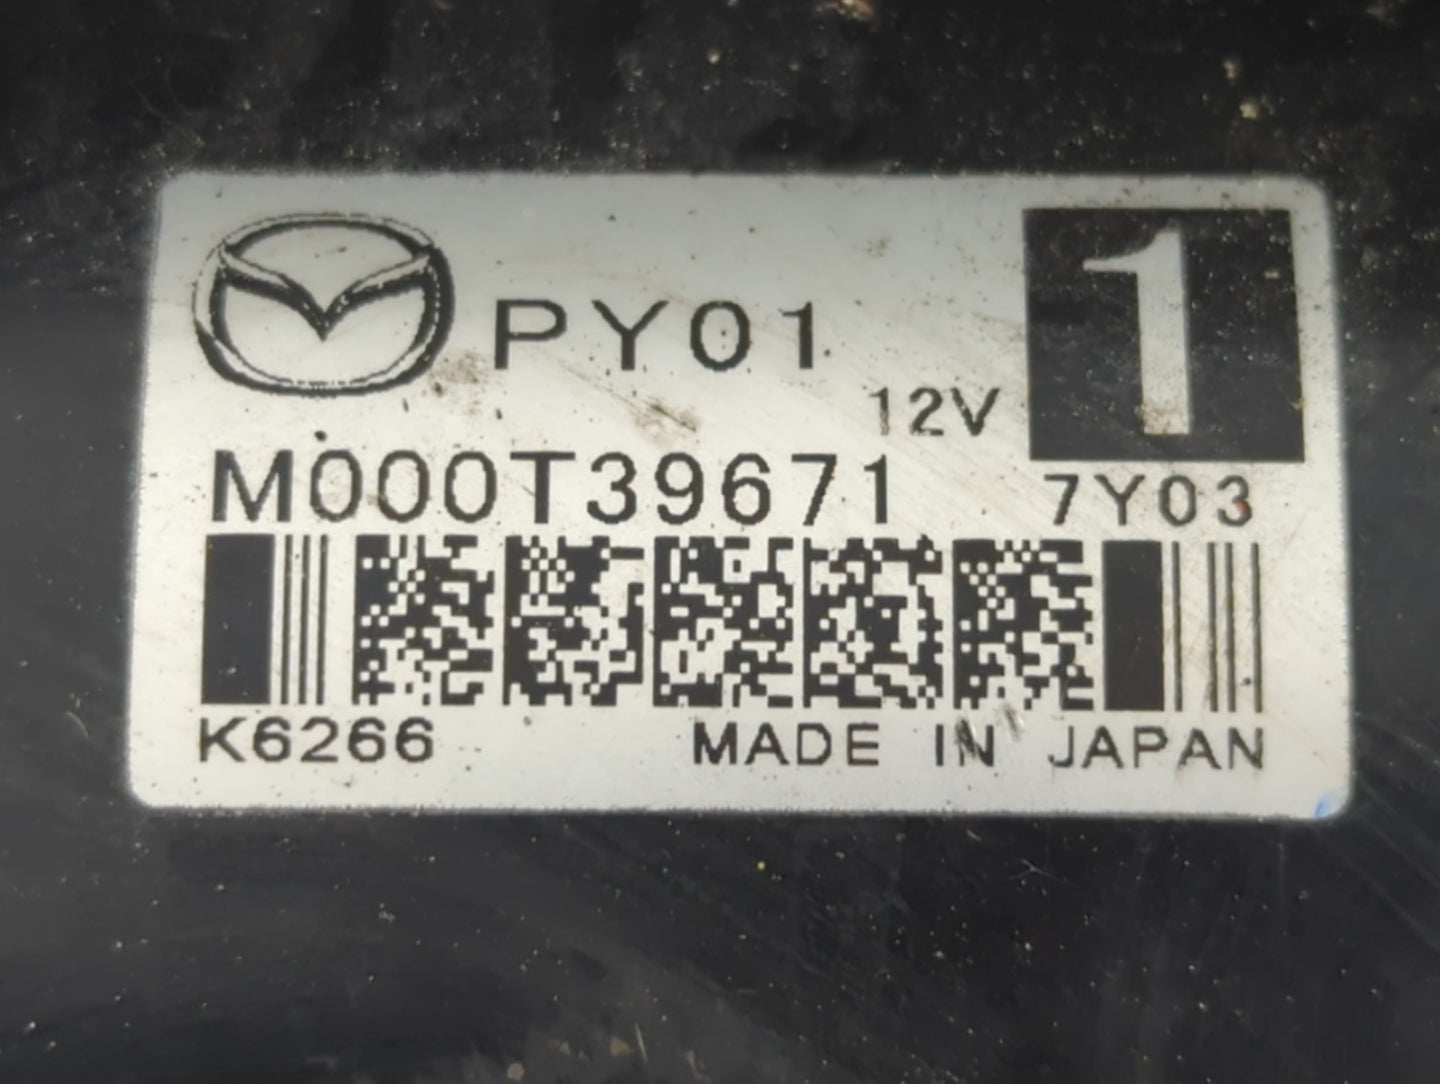 PY01
1
12V
M000T39671 7Y03
K6266 MADE IN JAPAN